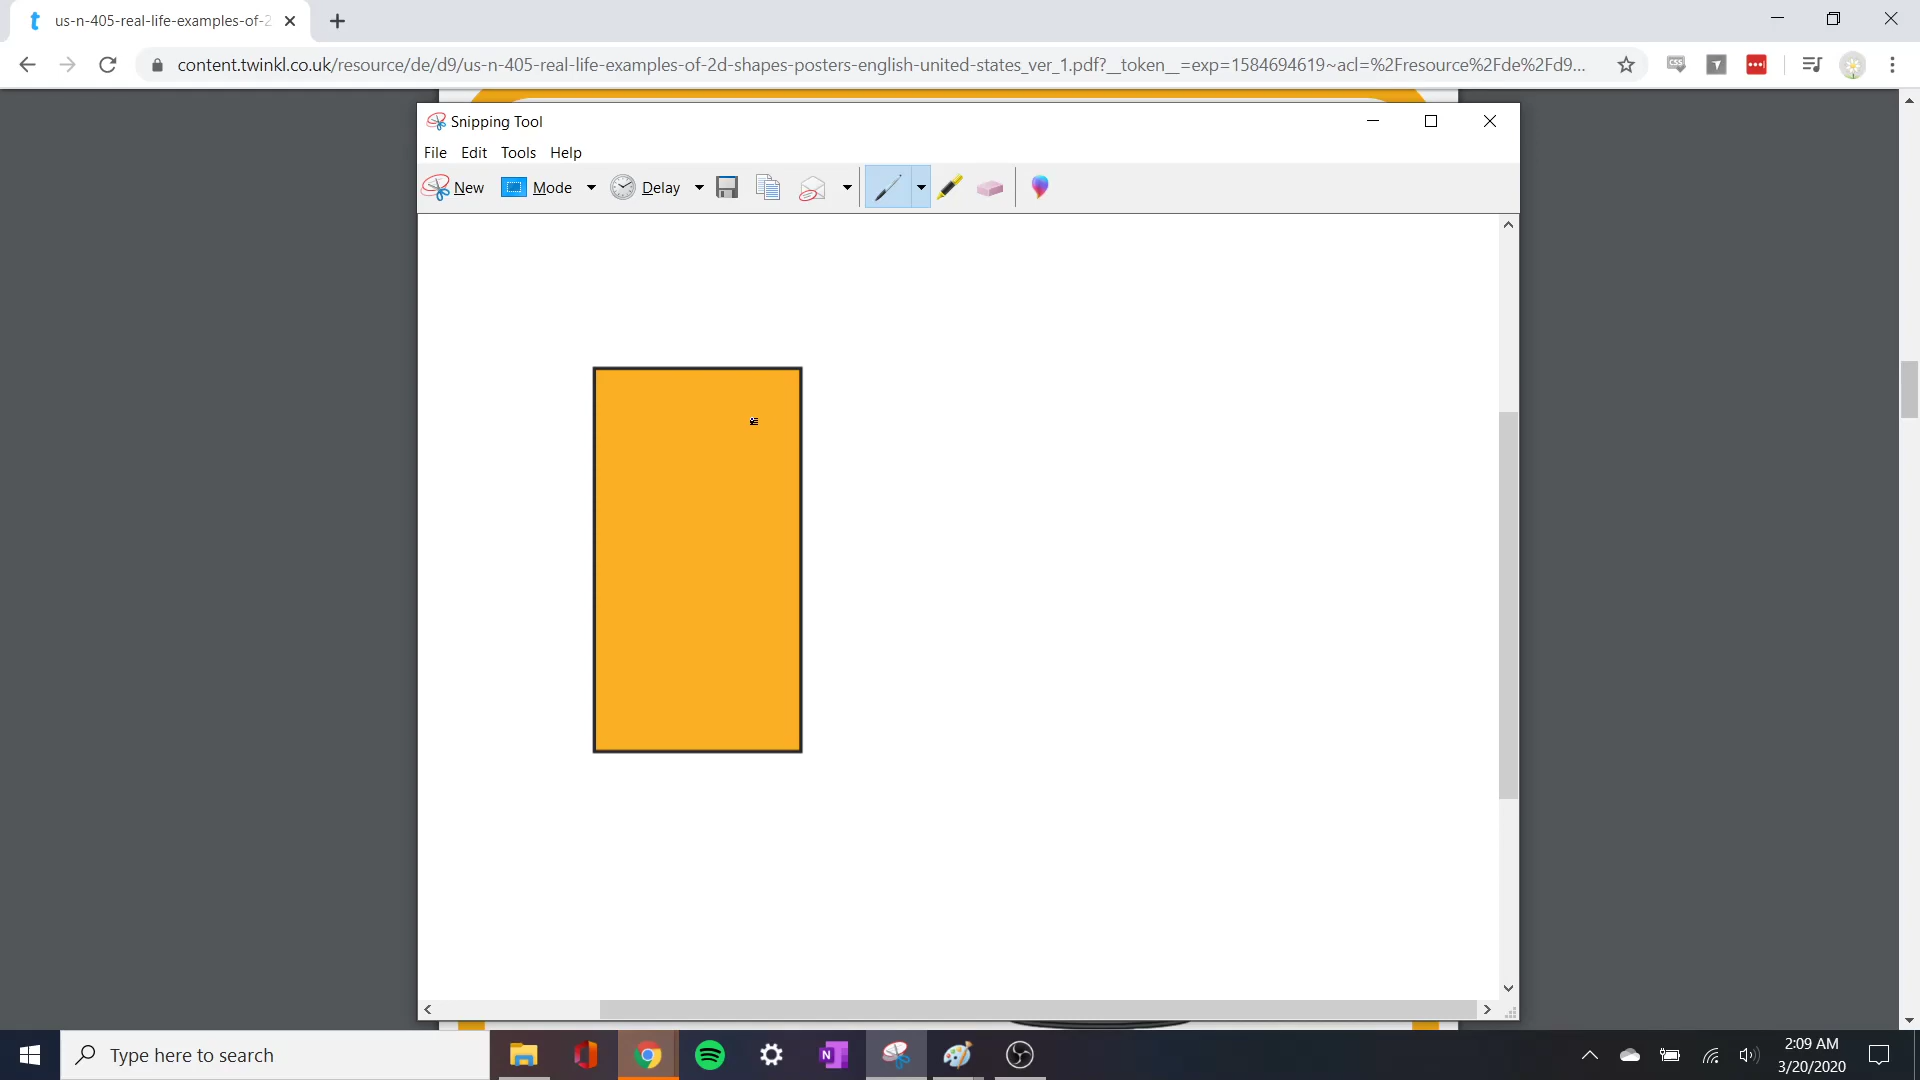 us-n-405-real-life-examples-of-2
content.twinkl.co.uk/resource/de/d9/us-n-405-real-life-examples-of-2d-shapes-posters-english-united-states_ver_1.pdf?__token__=exp=1584694619~acl=%2Fresource%2Fde%2Fd9...
CSS
Snipping Tool
File Edit Tools Help
New Mode Delay
Type here to search
N
2:09 AM
3/20/2020